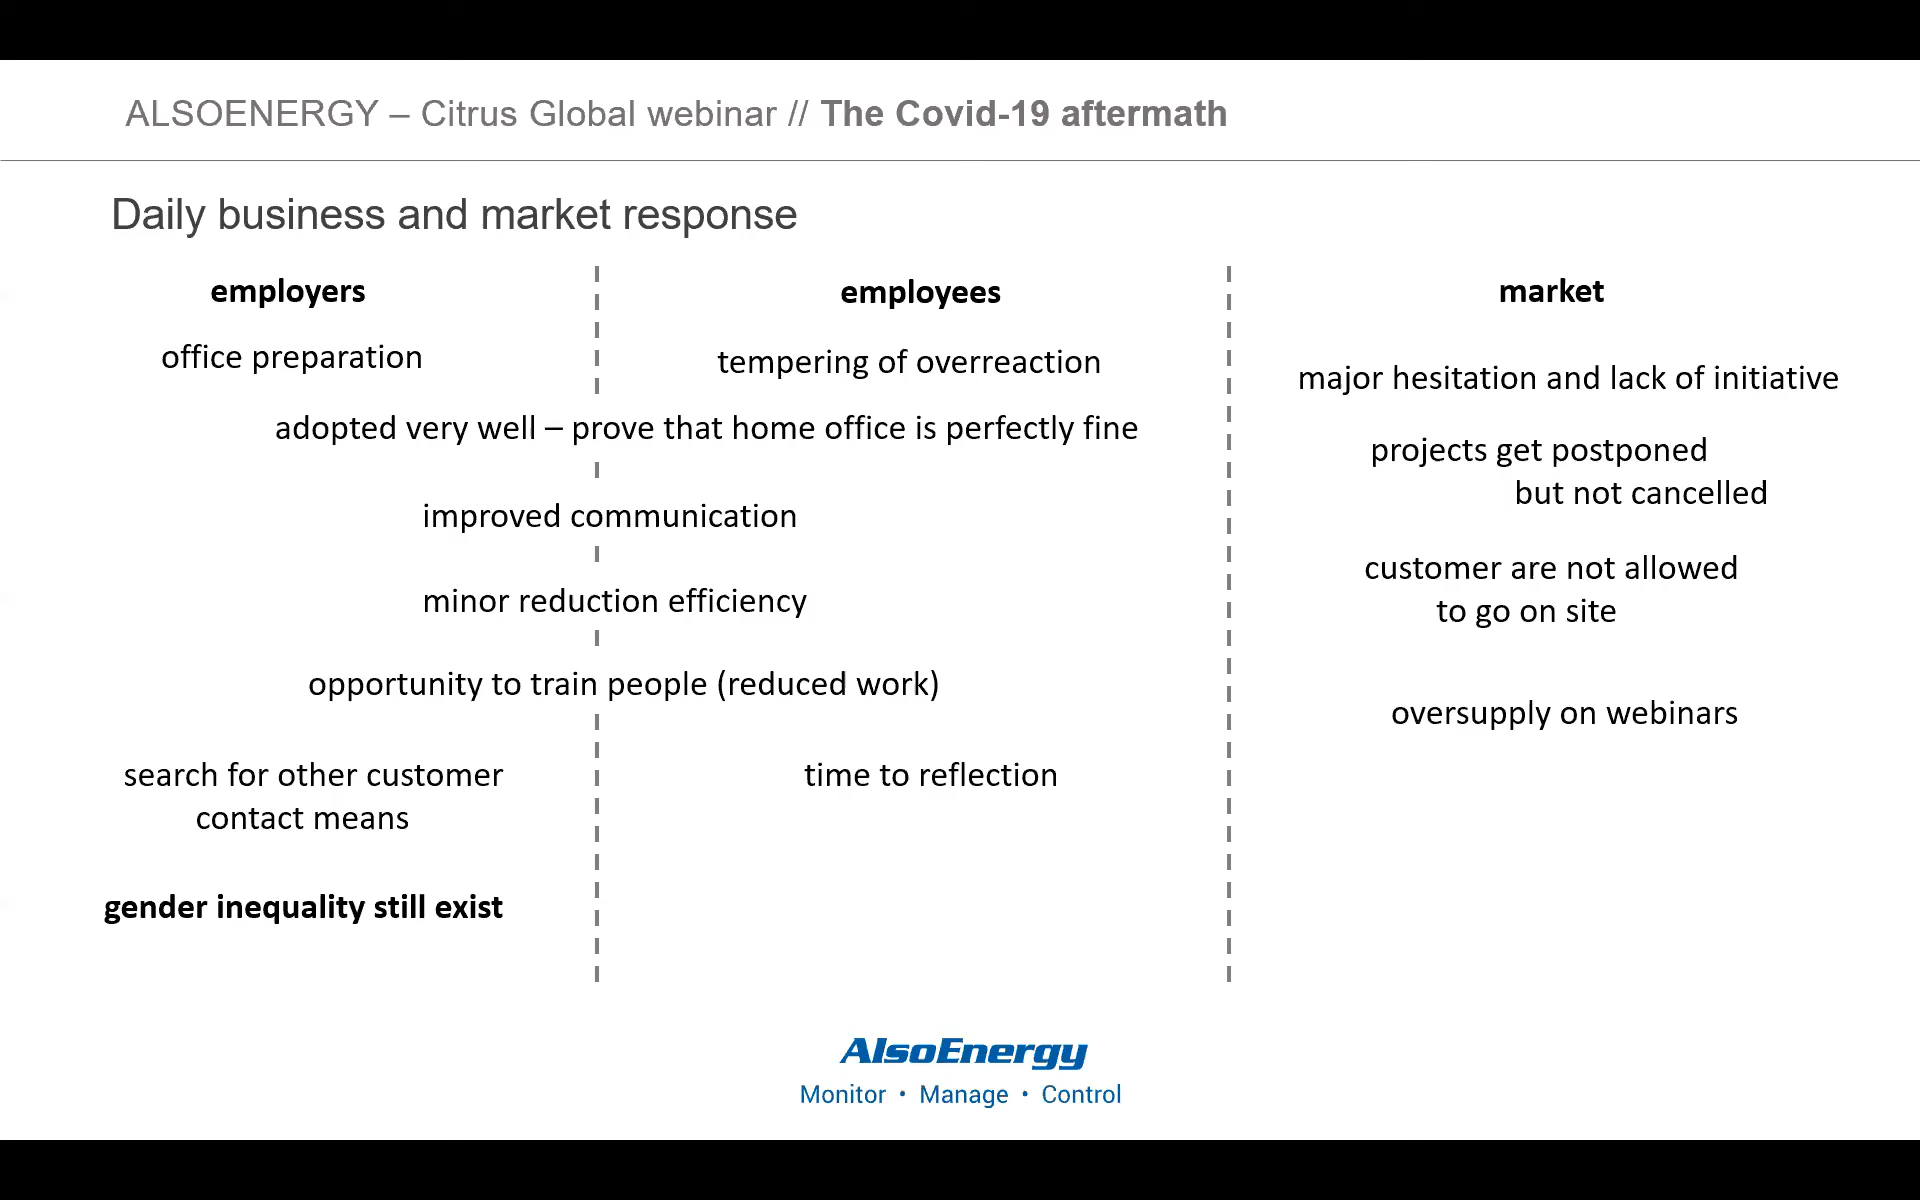 ALSOENERGY – Citrus Global webinar // The Covid-19 aftermath
Daily business and market response
employers
employees
market
office preparation
tempering of overreaction
major hesitation and lack of initiative
adopted very well – prove that home office is perfectly fine
projects get postponed
but not cancelled
improved communication
customer are not allowed
to go on site
minor reduction efficiency
opportunity to train people (reduced work)
oversupply on webinars
search for other customer
contact means
time to reflection
gender inequality still exist
AlsoEnergy
Monitor • Manage • Control